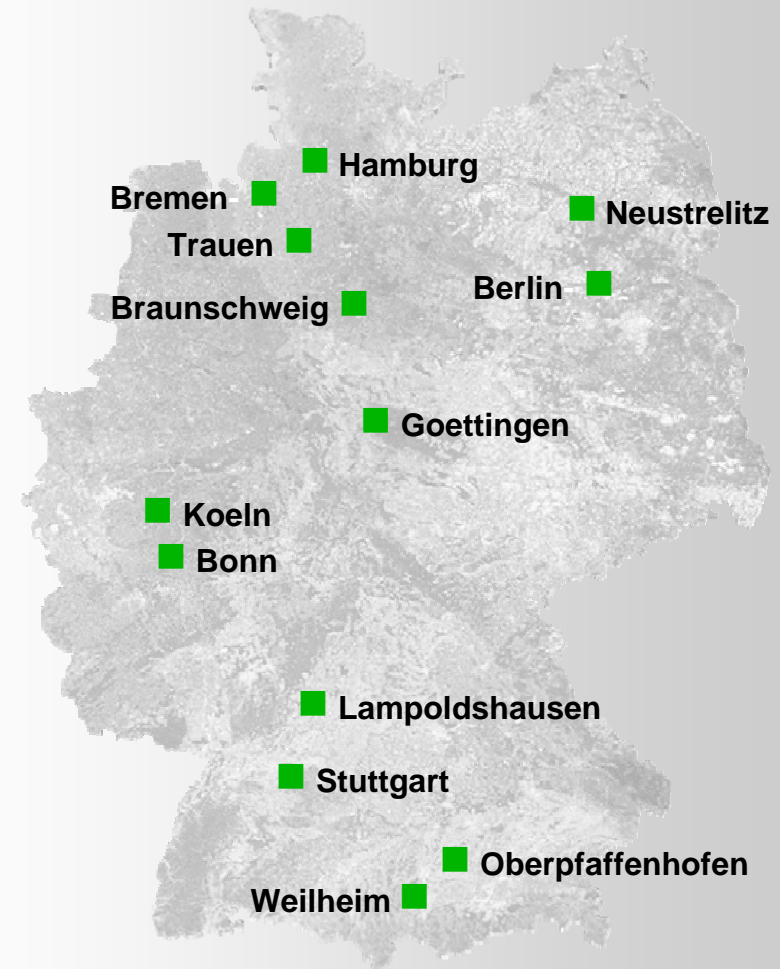 Hamburg
Bremen
Neustrelitz
Trauen
Berlin
Braunschweig
Goettingen
Koeln
Bonn
Lampoldshausen
Stuttgart
Oberpfaffenhofen
Weilheim